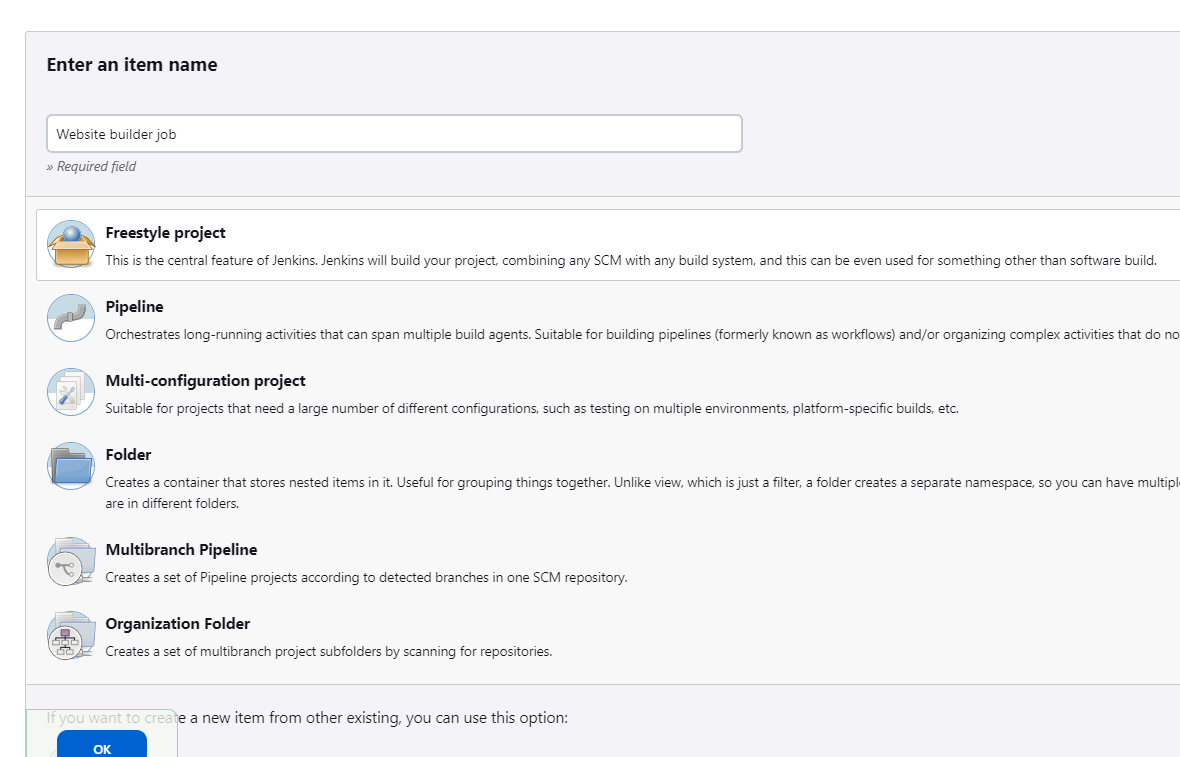 Enter an item name
Website builder job
» Required field
Freestyle project
This is the central feature of Jenkins. Jenkins will build your project, combining any SCM with any build system, and this can be even used for something other than software build.
Pipeline
Orchestrates long-running activities that can span multiple build agents. Suitable for building pipelines (formerly known as workflows) and/or organizing complex activities that do
Multi-configuration project
Suitable for projects that need a large number of different configurations, such as testing on multiple environments, platform-specific builds, etc.
Folder
Creates a container that stores nested items in it. Useful for grouping things together. Unlike view, which is just a filter, a folder creates a separate namespace, so you can have
are in different folders.
Multibranch Pipeline
Creates a set of Pipeline projects according to detected branches in one SCM repository.
Organization Folder
Creates a set of multibranch project subfolders by scanning for repositories.
If you want to create a new item from other existing, you can use this option:
OK